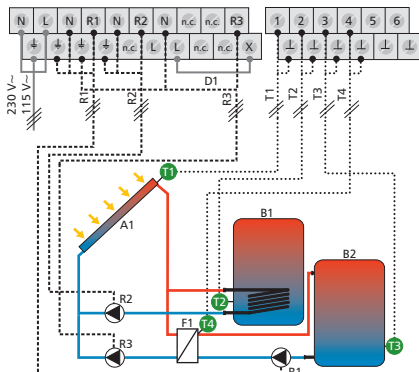 N L N R1 N R2 N n.c. n.c. R3
n.c. L L n.c. X
1 2 3 4 5 6
D1
230 V~
115 V~
R1
R2
R3
T1
T2
T3
T4
T1
A1
B1
B2
R2
T2
F1
T4
T3
R3
R1